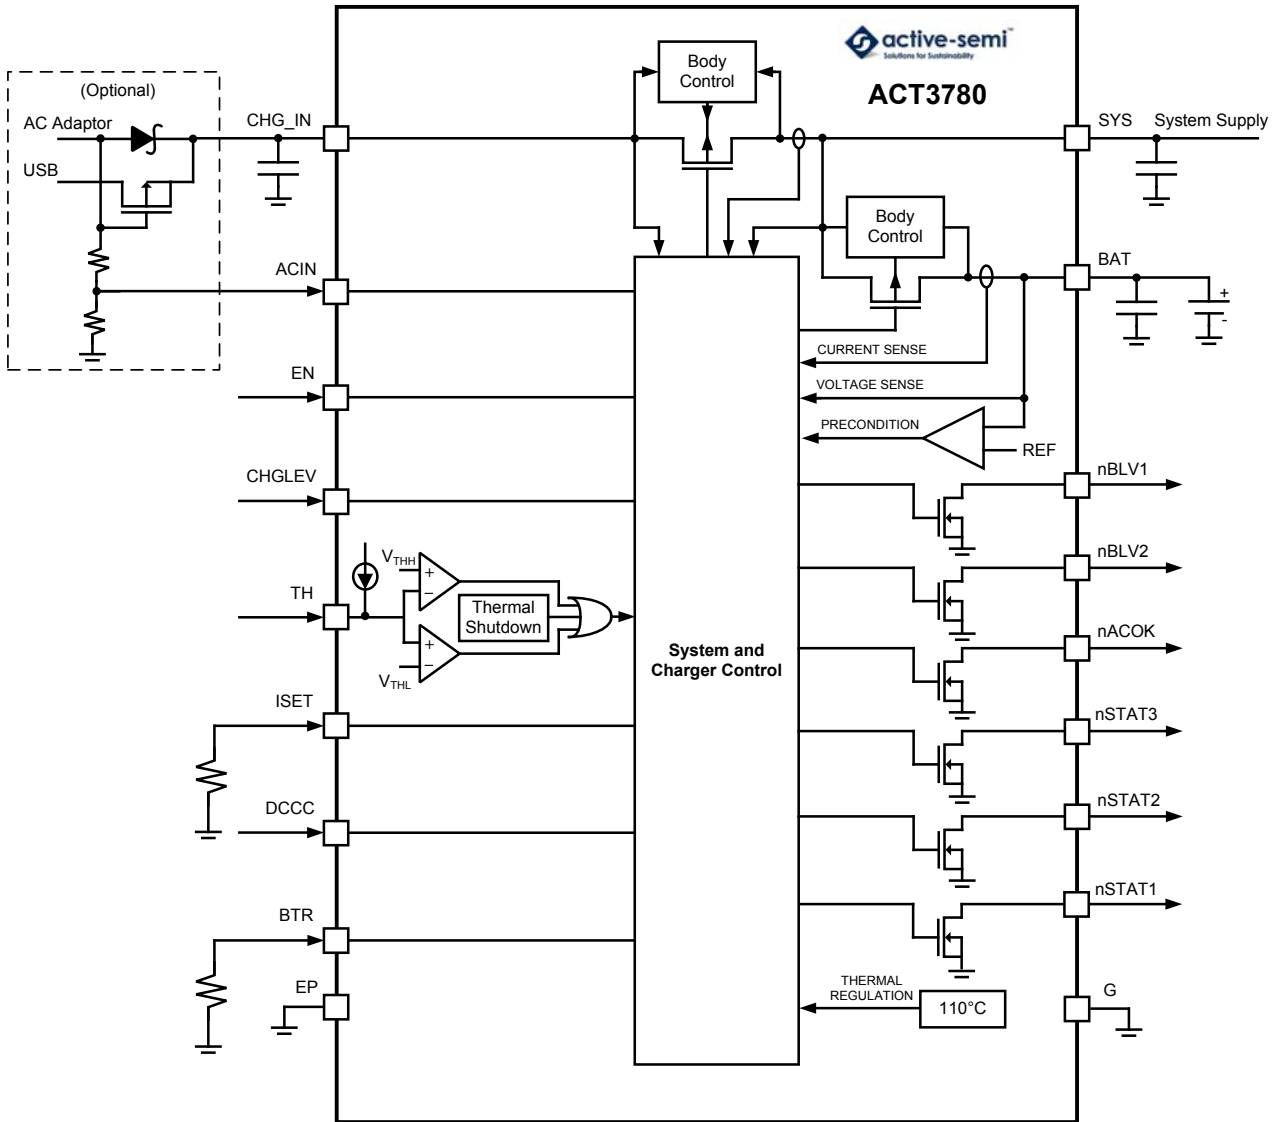 active-semi™
Solutions for Sustainability
ACT3780
Body
Control
(Optional)
AC Adaptor
USB
CHG_IN
SYS
System Supply
Body
Control
ACIN
BAT
+
-
CURRENT SENSE
EN
VOLTAGE SENSE
PRECONDITION
REF
CHGLEV
nBLV1
VTHH
+
−
TH
Thermal
Shutdown
+
−
VTHL
nBLV2
System and
Charger Control
nACOK
ISET
nSTAT3
DCCC
nSTAT2
BTR
nSTAT1
EP
THERMAL
REGULATION
110°C
G